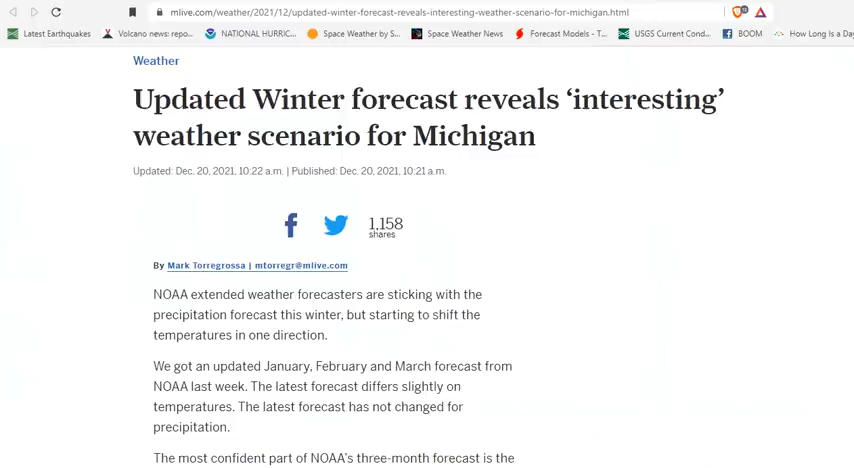 mlive.com/weather/2021/12/updated-winter-forecast-reveals-interesting-weather-scenario-for-michigan.html
Latest Earthquakes Volcano news: repo... NATIONAL HURRIC... Space Weather by S... Space Weather News Forecast Models - T... USGS Current Cond... BOOM How Long Is a Day
Weather
Updated Winter forecast reveals ‘interesting’
weather scenario for Michigan
Updated: Dec. 20, 2021, 10:22 a.m. | Published: Dec. 20, 2021, 10:21 a.m.
1,158
shares
By Mark Torregrossa | mtorregr@mlive.com
NOAA extended weather forecasters are sticking with the
precipitation forecast this winter, but starting to shift the
temperatures in one direction.
We got an updated January, February and March forecast from
NOAA last week. The latest forecast differs slightly on
temperatures. The latest forecast has not changed for
precipitation.
The most confident part of NOAA’s three-month forecast is the